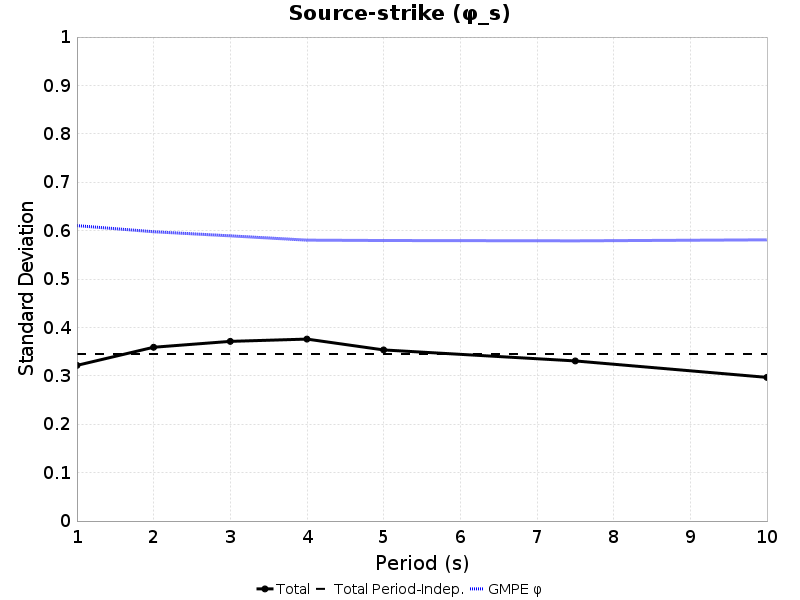 Source-strike (φ_s)
Standard Deviation
1
0.9
0.8
0.7
0.6
0.5
0.4
0.3
0.2
0.1
0
1 2 3 4 5 6 7 8 9 10
Period (s)
Total Total Period-Indep. GMPE φ